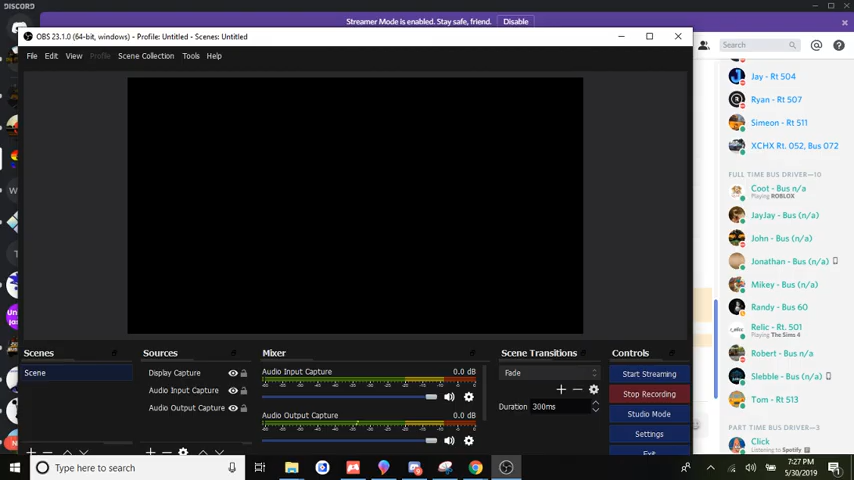 DISCORD
Streamer Mode is enabled. Stay safe, friend.
Disable
OBS 23.1.0 (64-bit, windows) - Profile: Untitled - Scenes: Untitled
File Edit View Profile Scene Collection Tools Help
Search
Jay - Rt 504
Ryan - Rt 507
Simeon - Rt 511
XCHX Rt. 052, Bus 072
FULL TIME BUS DRIVER—10
Coot - Bus n/a
Playing ROBLOX
JayJay - Bus (n/a)
John - Bus (n/a)
Jonathan - Bus (n/a)
Mikey - Bus (n/a)
Randy - Bus 60
Relic - Rt. 501
Playing The Sims 4
Robert - Bus n/a
Slebble - Bus (n/a)
Tom - Rt 513
PART TIME BUS DRIVER—3
Click
Listening to Spotify
Scenes
Scene
Sources
Display Capture
Audio Input Capture
Audio Output Capture
Mixer
Audio Input Capture
0.0 dB
Audio Output Capture
0.0 dB
Scene Transitions
Fade
Duration 300ms
Controls
Start Streaming
Stop Recording
Studio Mode
Settings
Exit
Type here to search
7:27 PM
5/30/2019